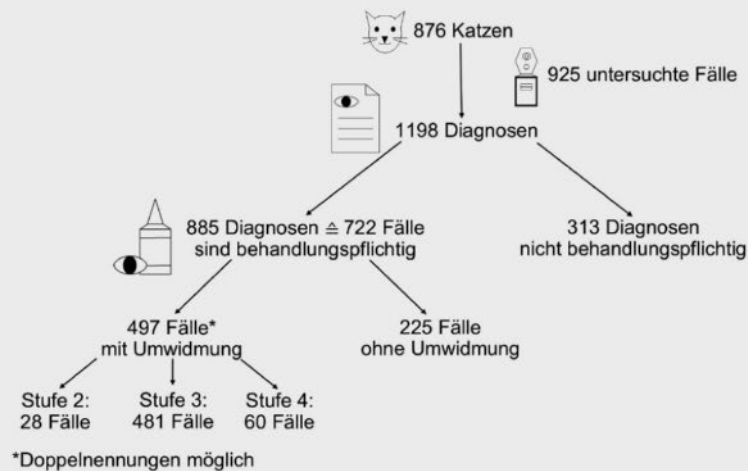 876 Katzen
925 untersuchte Fälle
1198 Diagnosen
885 Diagnosen ≙ 722 Fälle
sind behandlungspflichtig
313 Diagnosen
nicht behandlungspflichtig
497 Fälle*
mit Umwidmung
225 Fälle
ohne Umwidmung
Stufe 2:
28 Fälle
Stufe 3:
481 Fälle
Stufe 4:
60 Fälle
*Doppelnennungen möglich